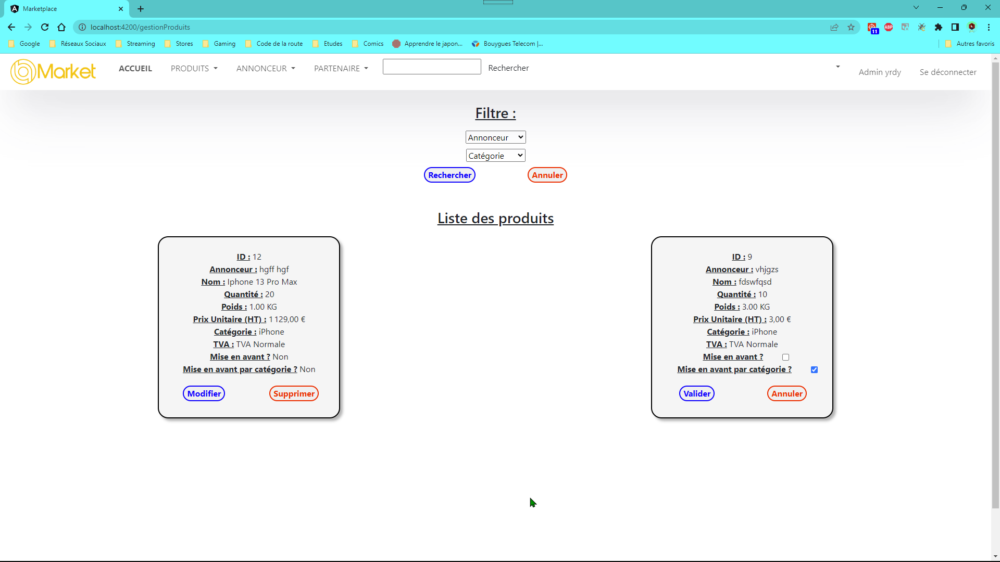 Marketplace
localhost:4200/gestionProduits
11
ABP
Google
Réseaux Sociaux
Streaming
Stores
Gaming
Code de la route
Etudes
Comics
Apprendre le japon...
Bouygues Telecom |...
Autres favoris
Market
ACCUEIL
PRODUITS
ANNONCEUR
PARTENAIRE
Rechercher
Admin yrdy
Se déconnecter
Filtre :
Annonceur
Catégorie
Rechercher
Annuler
Liste des produits
ID : 12
Annonceur : hgff hgf
Nom : Iphone 13 Pro Max
Quantité : 20
Poids : 1.00 KG
Prix Unitaire (HT) : 1 129,00 €
Catégorie : iPhone
TVA : TVA Normale
Mise en avant ? Non
Mise en avant par catégorie ? Non
Modifier
Supprimer
ID : 9
Annonceur : vhjgzs
Nom : fdswfqsd
Quantité : 10
Poids : 3.00 KG
Prix Unitaire (HT) : 3,00 €
Catégorie : iPhone
TVA : TVA Normale
Mise en avant ?
Mise en avant par catégorie ?
Valider
Annuler